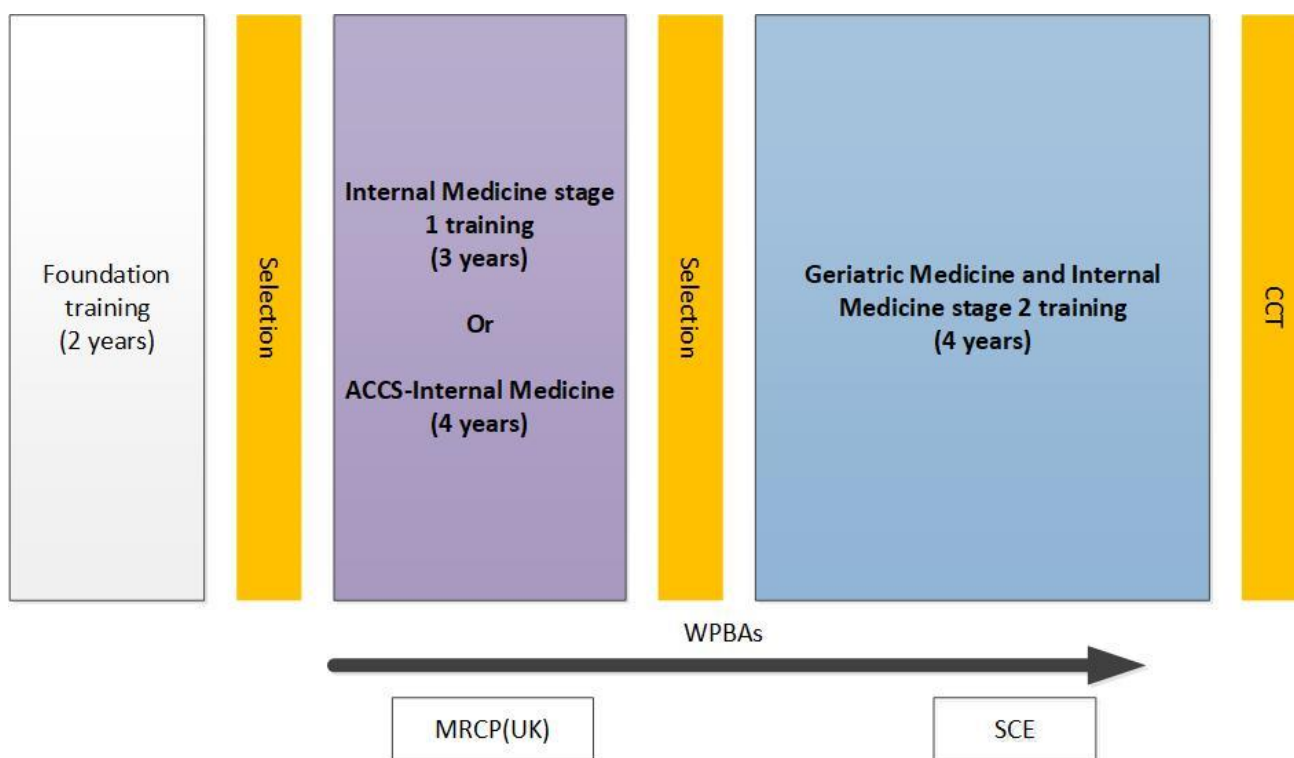 Foundation
training
(2 years)
Selection
Internal Medicine stage
1 training
(3 years)
Or
ACCS-Internal Medicine
(4 years)
Selection
Geriatric Medicine and Internal
Medicine stage 2 training
(4 years)
CCT
WPBAs
MRCP(UK)
SCE